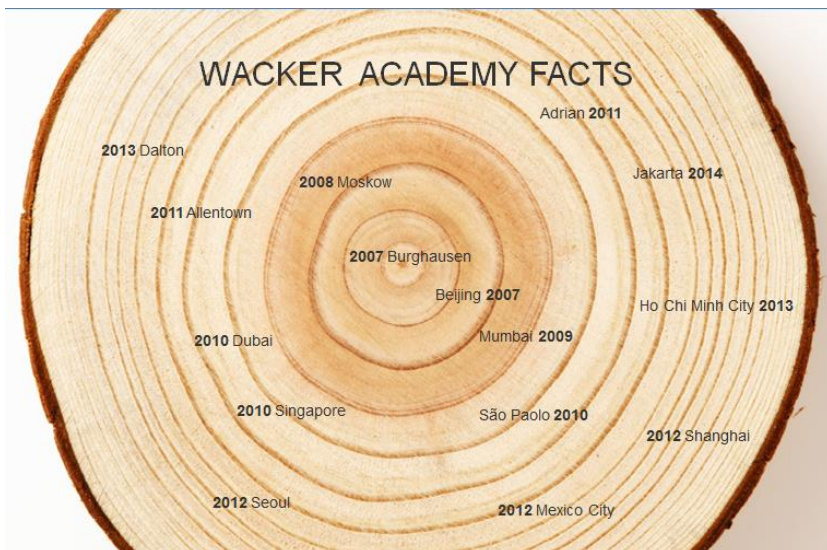 WACKER ACADEMY FACTS
Adrian 2011
2013 Dalton
Jakarta 2014
2008 Moskow
2011 Allentown
2007 Burghausen
Beijing 2007
Ho Chi Minh City 2013
Mumbai 2009
2010 Dubai
2010 Singapore
São Paolo 2010
2012 Shanghai
2012 Seoul
2012 Mexico City